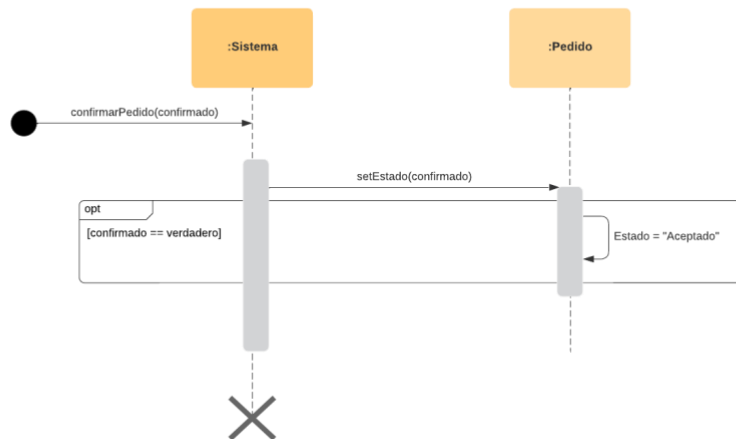 :Sistema
:Pedido
confirmarPedido(confirmado)
setEstado(confirmado)
opt
[confirmado == verdadero]
Estado = "Aceptado"